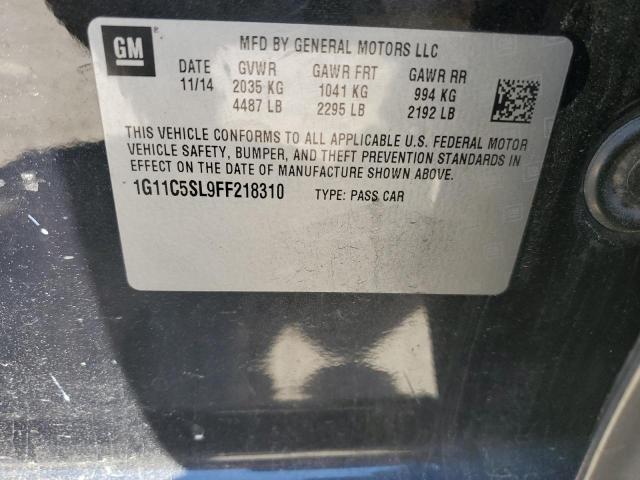 GM
MFD BY GENERAL MOTORS LLC
DATE GVWR GAWR FRT GAWR RR
11/14 2035 KG 1041 KG 994 KG
4487 LB 2295 LB 2192 LB
THIS VEHICLE CONFORMS TO ALL APPLICABLE U.S. FEDERAL MOTOR
VEHICLE SAFETY, BUMPER, AND THEFT PREVENTION STANDARDS IN
EFFECT ON THE DATE OF MANUFACTURE SHOWN ABOVE.
1G11C5SL9FF218310 TYPE: PASS CAR